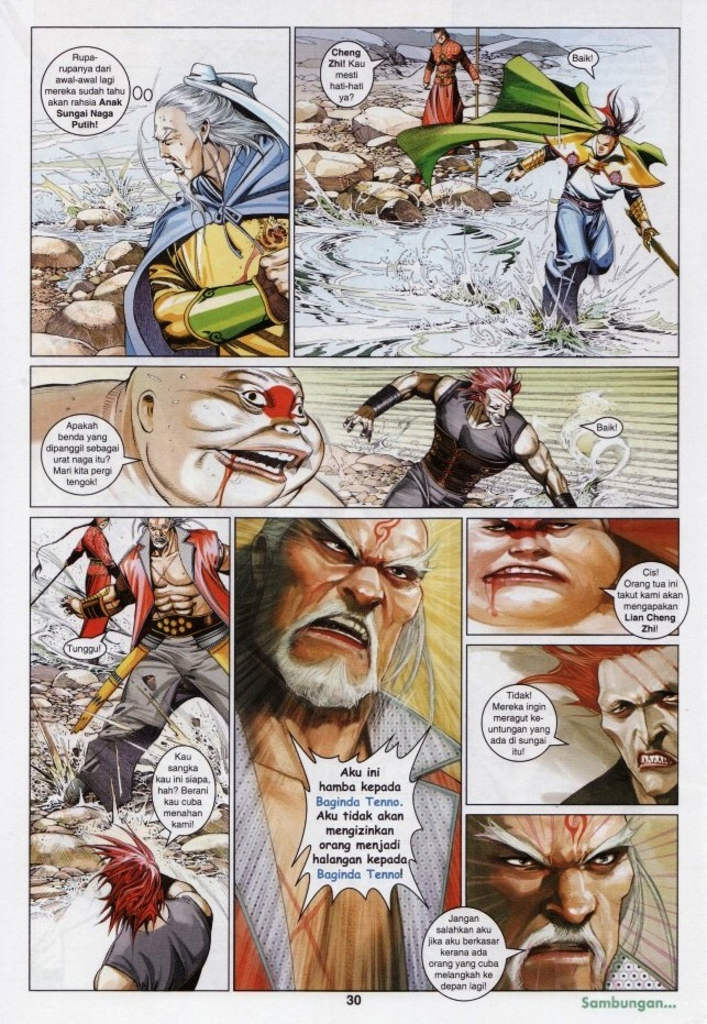 Rupa-
rupanya dari
awal-awal lagi
mereka sudah tahu
akan rahsia Anak
Sungai Naga
Putih!
Cheng
Zhi! Kau
mesti
hati-hati
ya?
Baik!
Apakah
benda yang
dipanggil sebagai
urat naga itu?
Mari kita pergi
tengok!
Baik!
Tunggu!
Kau
sangka
kau ini siapa,
hah? Berani
kau cuba
menahan
kami!
Aku ini
hamba kepada
Baginda Tenno.
Aku tidak akan
mengizinkan
orang menjadi
halangan kepada
Baginda Tenno!
Cis!
Orang tua ini
takut kami akan
mengapakan
Lian Cheng
Zhi!
Tidak!
Mereka ingin
meragut ke-
untungan yang
ada di sungai
itu!
Jangan
salahkan aku
jika aku berkasar
kerana ada
orang yang cuba
melangkah ke
depan lagi!
30
Sambungan...